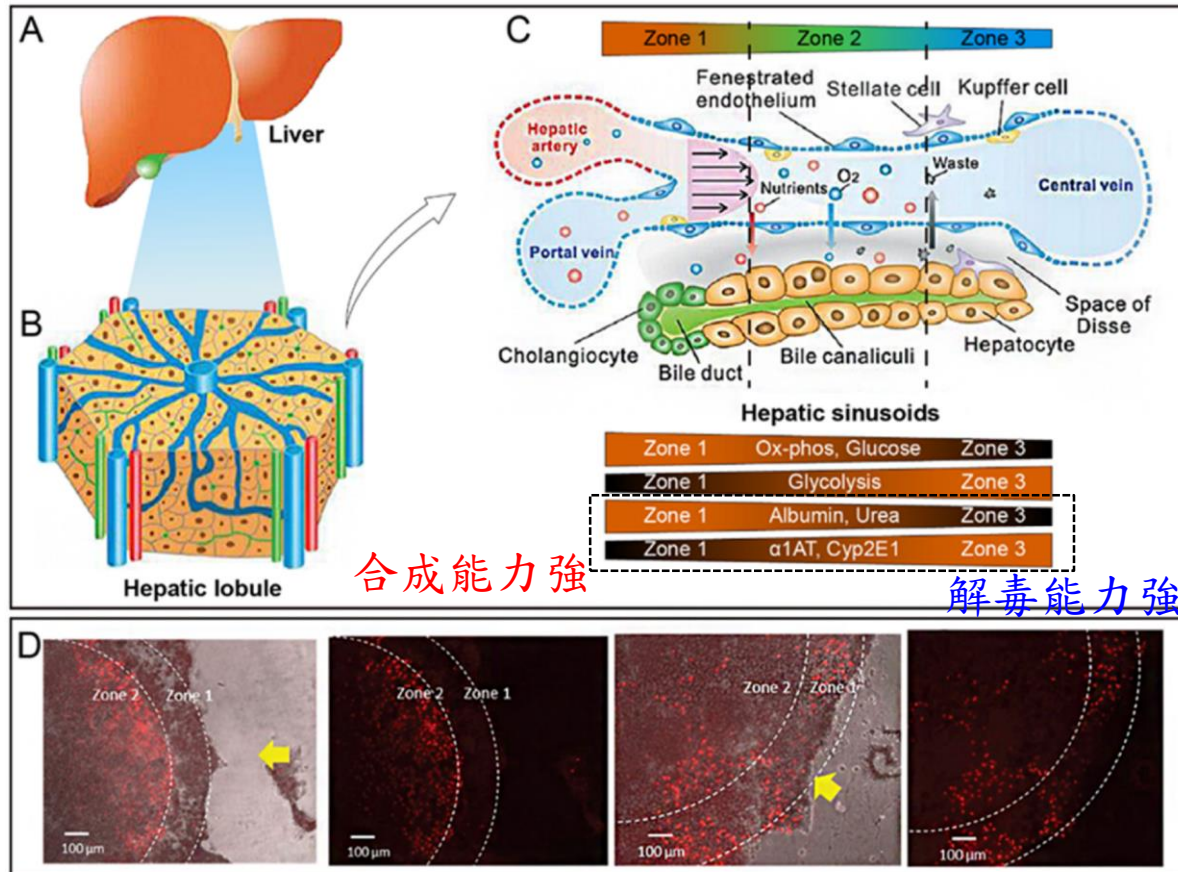 A
Liver
B
Hepatic lobule
C
Zone 1 Zone 2 Zone 3
Fenestrated
endothelium
Stellate cell
Kupffer cell
Hepatic
artery
Nutrients
O₂
Waste
Central vein
Portal vein
Space of
Disse
Cholangiocyte
Bile duct
Bile canaliculi
Hepatocyte
Hepatic sinusoids
Zone 1 Ox-phos, Glucose Zone 3
Zone 1 Glycolysis Zone 3
Zone 1 Albumin, Urea Zone 3
Zone 1 α1AT, Cyp2E1 Zone 3
合成能力強
解毒能力強
D
Zone 2 Zone 1
100 μm
Zone 2 Zone 1
100 μm
Zone 2 Zone 1
100 μm
100 μm